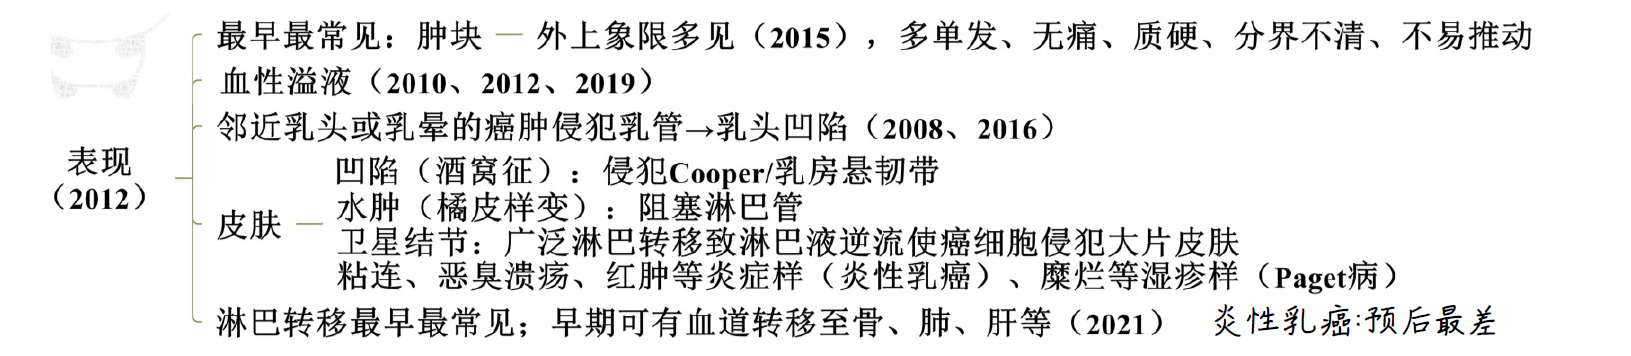 最早最常见：肿块 — 外上象限多见（2015），多单发、无痛、质硬、分界不清、不易推动
血性溢液（2010、2012、2019）
邻近乳头或乳晕的癌肿侵犯乳管→乳头凹陷（2008、2016）
表现
（2012）
凹陷（酒窝征）：侵犯Cooper/乳房悬韧带
皮肤 —
水肿（橘皮样变）：阻塞淋巴管
卫星结节：广泛淋巴转移致淋巴液逆流使癌细胞侵犯大片皮肤
粘连、恶臭溃疡、红肿等炎症样（炎性乳癌）、糜烂等湿疹样（Paget病）
淋巴转移最早最常见；早期可有血道转移至骨、肺、肝等（2021）
炎性乳癌:预后最差